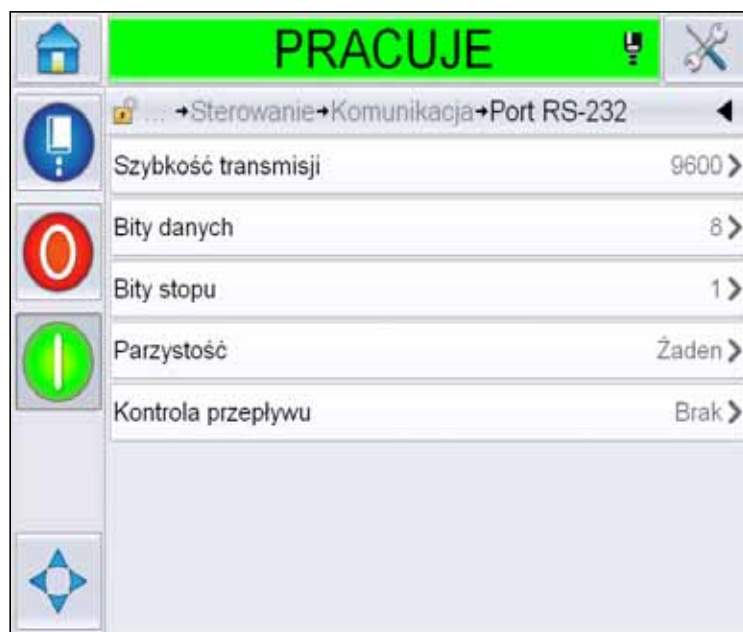 PRACUJE
... →Sterowanie→Komunikacja→Port RS-232
Szybkość transmisji 9600
Bity danych 8
Bity stopu 1
Parzystość Żaden
Kontrola przepływu Brak